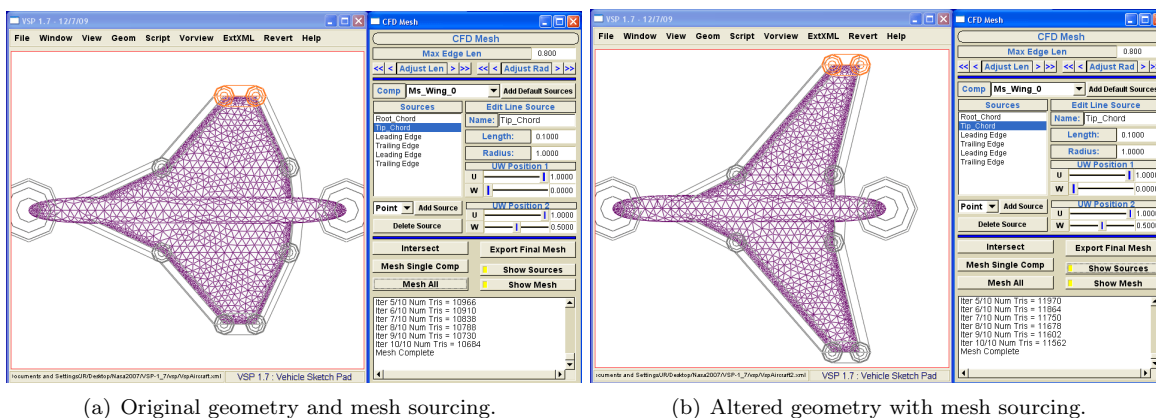 VSP 1.7 - 12/7/09
File Window View Geom Script Vorview ExtXML Revert Help
VSP 1.7 : Vehicle Sketch Pad
CFD Mesh
CFD Mesh
Max Edge Len 0.800
<< < Adjust Len > >> << < Adjust Rad > >>
Comp Ms_Wing_0 Add Default Sources
Sources Edit Line Source
Root_Chord
Tip_Chord
Leading Edge
Trailing Edge
Leading Edge
Trailing Edge
Name: Tip_Chord
Length: 0.1000
Radius: 1.0000
UW Position 1
U 1.0000
W 0.0000
UW Position 2
U 1.0000
W 0.5000
Point Add Source
Delete Source
Intersect Export Final Mesh
Mesh Single Comp Show Sources
Mesh All Show Mesh
Iter 5/10 Num Tris = 10966
Iter 6/10 Num Tris = 10910
Iter 7/10 Num Tris = 10838
Iter 8/10 Num Tris = 10788
Iter 9/10 Num Tris = 10730
Iter 10/10 Num Tris = 10684
Mesh Complete
(a) Original geometry and mesh sourcing.
VSP 1.7 - 12/7/09
File Window View Geom Script Vorview ExtXML Revert Help
VSP 1.7 : Vehicle Sketch Pad
CFD Mesh
CFD Mesh
Max Edge Len 0.800
<< < Adjust Len > >> << < Adjust Rad > >>
Comp Ms_Wing_0 Add Default Sources
Sources Edit Line Source
Root_Chord
Tip_Chord
Leading Edge
Trailing Edge
Leading Edge
Trailing Edge
Name: Tip_Chord
Length: 0.1000
Radius: 1.0000
UW Position 1
U 1.0000
W 0.0000
UW Position 2
U 1.0000
W 0.5000
Point Add Source
Delete Source
Intersect Export Final Mesh
Mesh Single Comp Show Sources
Mesh All Show Mesh
Iter 5/10 Num Tris = 11970
Iter 6/10 Num Tris = 11864
Iter 7/10 Num Tris = 11750
Iter 8/10 Num Tris = 11678
Iter 9/10 Num Tris = 11601
Iter 10/10 Num Tris = 11562
Mesh Complete
(b) Altered geometry with mesh sourcing.